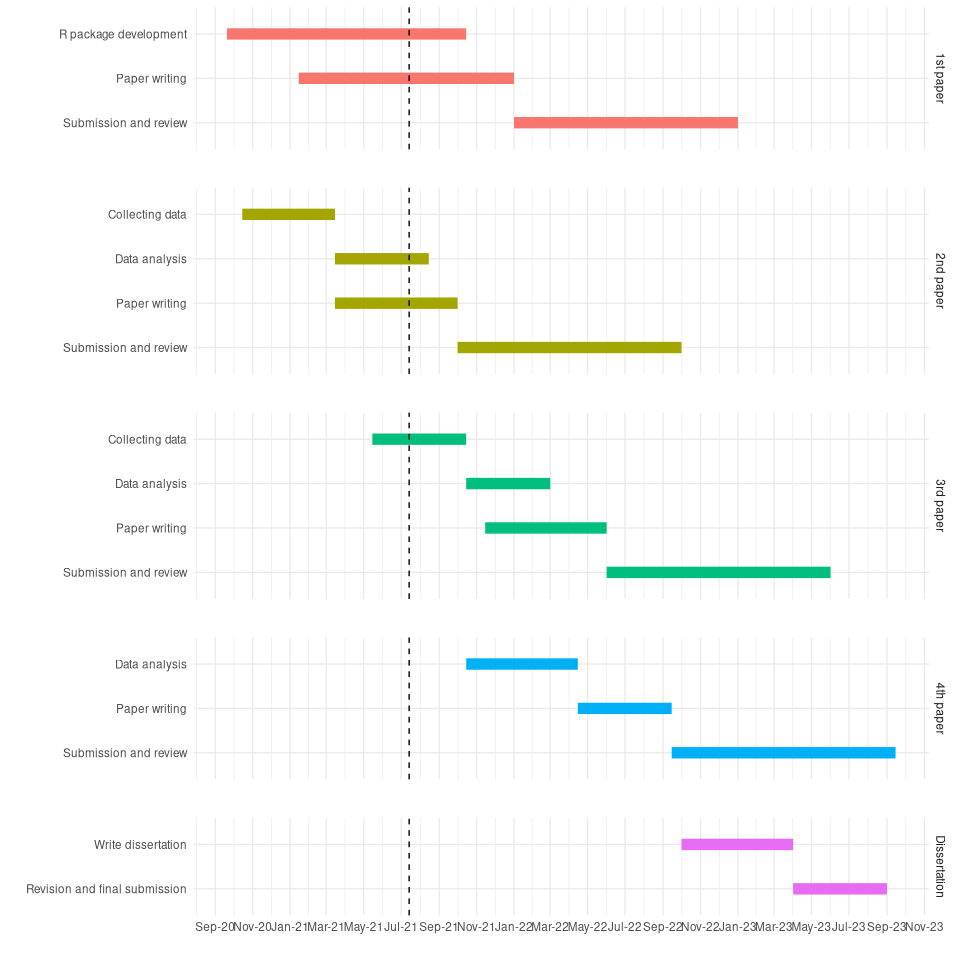 R package development
Paper writing
Submission and review
1st paper
Collecting data
Data analysis
Paper writing
Submission and review
2nd paper
Collecting data
Data analysis
Paper writing
Submission and review
3rd paper
Data analysis
Paper writing
Submission and review
4th paper
Write dissertation
Revision and final submission
Dissertation
Sep-20 Nov-20 Jan-21 Mar-21 May-21 Jul-21 Sep-21 Nov-21 Jan-22 Mar-22 May-22 Jul-22 Sep-22 Nov-22 Jan-23 Mar-23 May-23 Jul-23 Sep-23 Nov-23